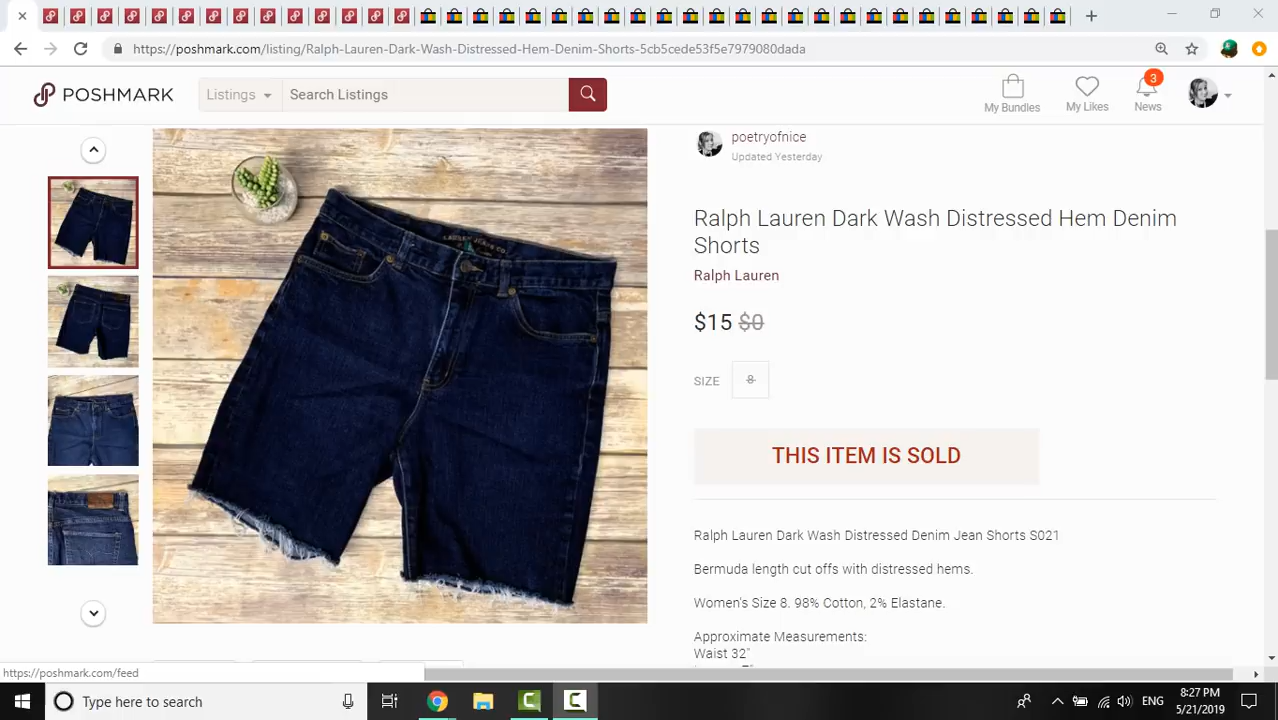 https://poshmark.com/listing/Ralph-Lauren-Dark-Wash-Distressed-Hem-Denim-Shorts-5cb5cede53f5e7979080dada
POSHMARK
Listings
Search Listings
My Bundles
My Likes
3
News
poetryofnice
Updated Yesterday
Ralph Lauren Dark Wash Distressed Hem Denim
Shorts
Ralph Lauren
$15 $0
SIZE
8
THIS ITEM IS SOLD
Ralph Lauren Dark Wash Distressed Denim Jean Shorts S021
Bermuda length cut offs with distressed hems.
Women's Size 8. 98% Cotton, 2% Elastane.
Approximate Measurements:
Waist 32"
https://poshmark.com/feed
Type here to search
ENG
8:27 PM
5/21/2019